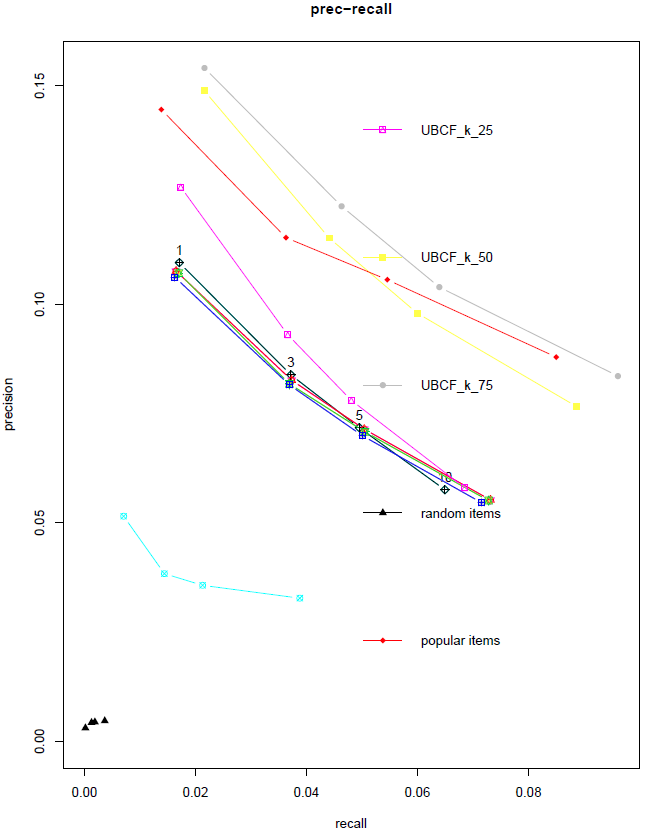 prec−recall
0.15
UBCF_k_25
1
UBCF_k_50
0.10
3
UBCF_k_75
precision
5
10
random items
0.05
popular items
0.00
0.00 0.02 0.04 0.06 0.08
recall